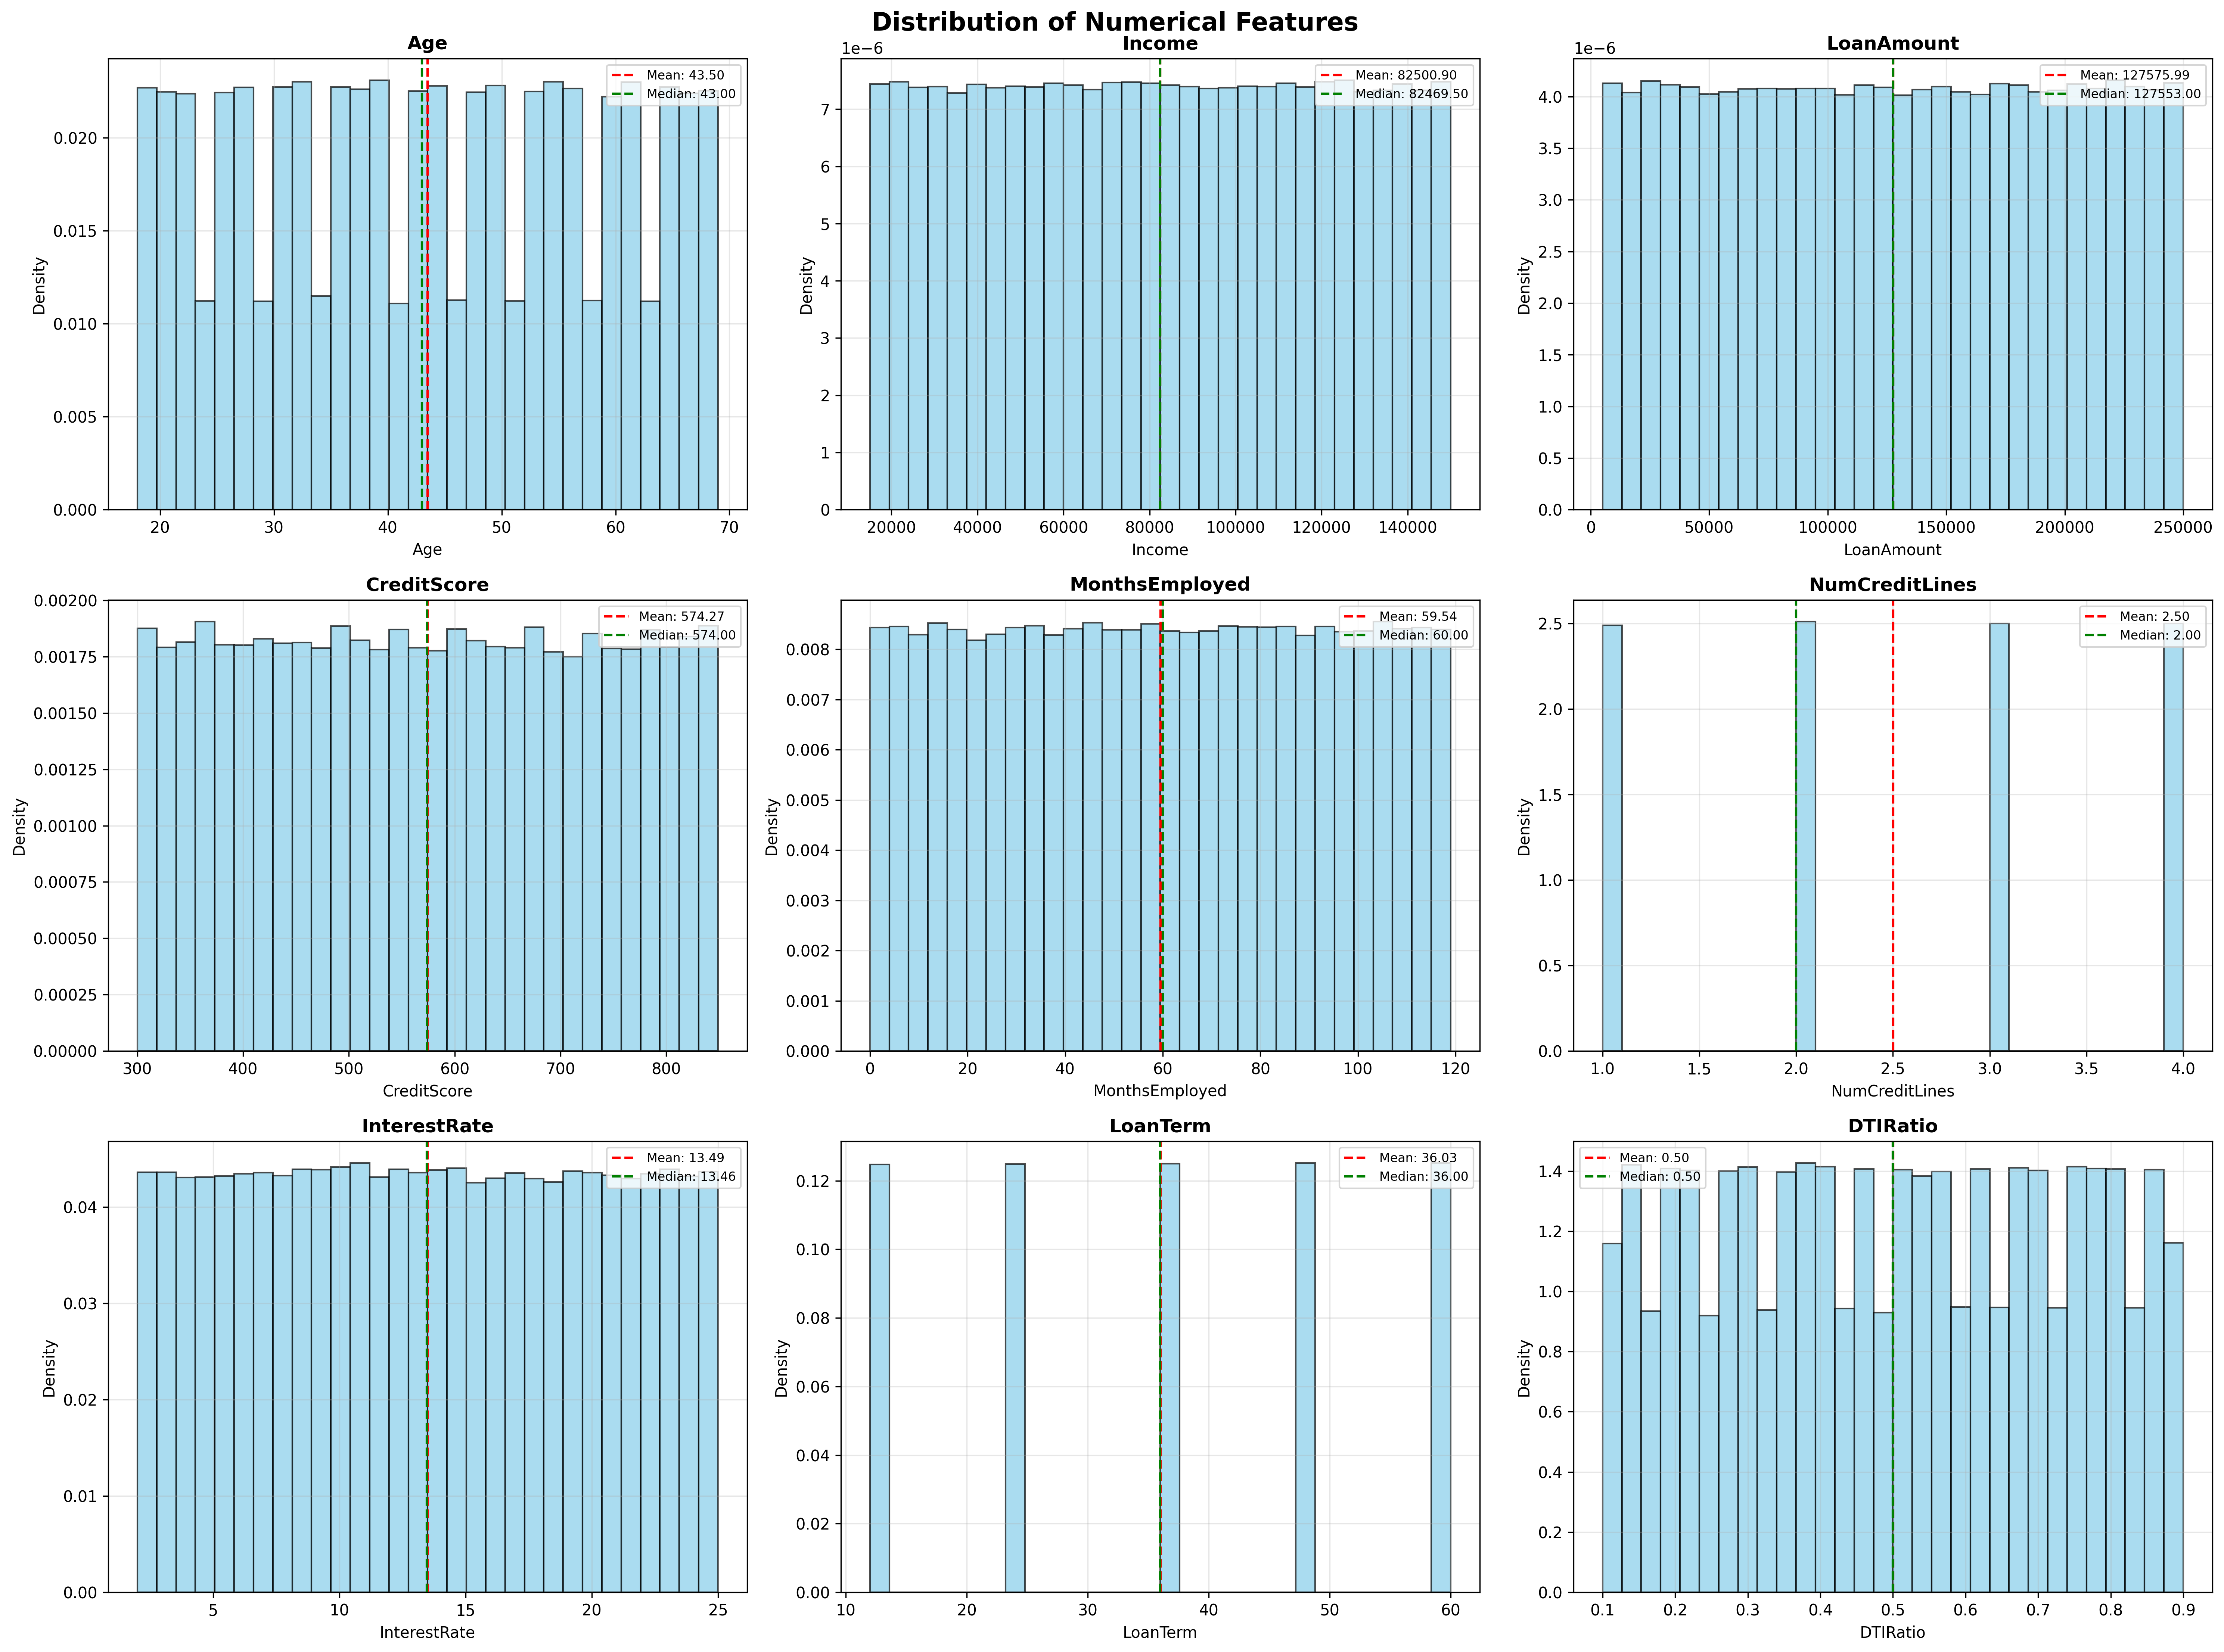 Distribution of Numerical Features
Age
Mean: 43.50
Median: 43.00
Density
0.020
0.015
0.010
0.005
0.000
20 30 40 50 60 70
Age
Income
1e−6
Mean: 82500.90
Median: 82469.50
Density
7
6
5
4
3
2
1
0
20000 40000 60000 80000 100000 120000 140000
Income
LoanAmount
1e−6
Mean: 127575.99
Median: 127553.00
Density
4.0
3.5
3.0
2.5
2.0
1.5
1.0
0.5
0.0
0 50000 100000 150000 200000 250000
LoanAmount
CreditScore
Mean: 574.27
Median: 574.00
Density
0.00200
0.00175
0.00150
0.00125
0.00100
0.00075
0.00050
0.00025
0.00000
300 400 500 600 700 800
CreditScore
MonthsEmployed
Mean: 59.54
Median: 60.00
Density
0.008
0.007
0.006
0.005
0.004
0.003
0.002
0.001
0.000
0 20 40 60 80 100 120
MonthsEmployed
NumCreditLines
Mean: 2.50
Median: 2.00
Density
2.5
2.0
1.5
1.0
0.5
0.0
1.0 1.5 2.0 2.5 3.0 3.5 4.0
NumCreditLines
InterestRate
Mean: 13.49
Median: 13.46
Density
0.04
0.03
0.02
0.01
0.00
5 10 15 20 25
InterestRate
LoanTerm
Mean: 36.03
Median: 36.00
Density
0.12
0.10
0.08
0.06
0.04
0.02
0.00
10 20 30 40 50 60
LoanTerm
DTIRatio
Mean: 0.50
Median: 0.50
Density
1.4
1.2
1.0
0.8
0.6
0.4
0.2
0.0
0.1 0.2 0.3 0.4 0.5 0.6 0.7 0.8 0.9
DTIRatio